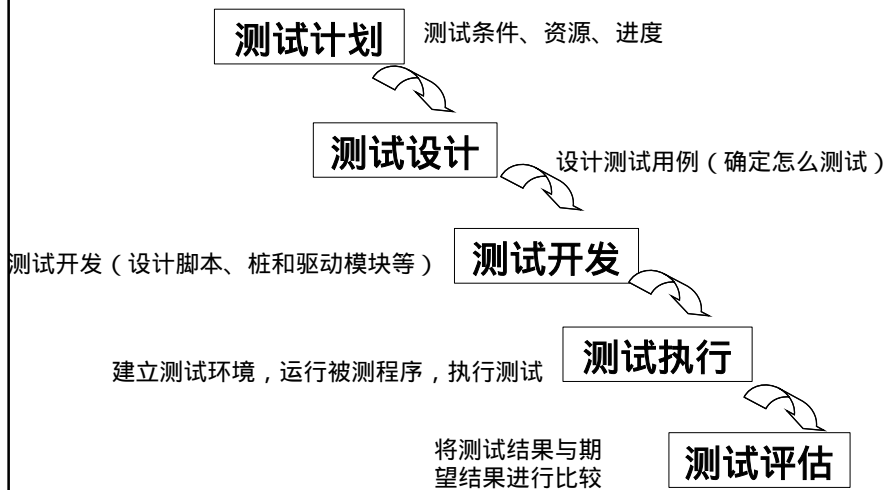 测试计划
测试条件、资源、进度
测试设计
设计测试用例（确定怎么测试）
测试开发（设计脚本、桩和驱动模块等）
测试开发
建立测试环境，运行被测程序，执行测试
测试执行
将测试结果与期
望结果进行比较
测试评估